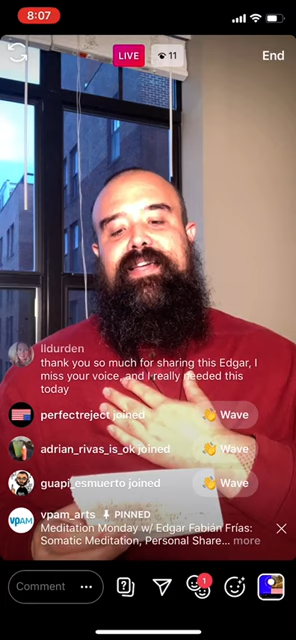 8:07
LIVE
11
End
lldurden
thank you so much for sharing this Edgar, I
miss your voice, and I really needed this
today
perfectreject joined
Wave
adrian_rivas_is_ok joined
Wave
guapi_esmuerto joined
Wave
VPAM
vpam_arts PINNED
Meditation Monday w/ Edgar Fabián Frías:
Somatic Meditation, Personal Share... more
Comment
1